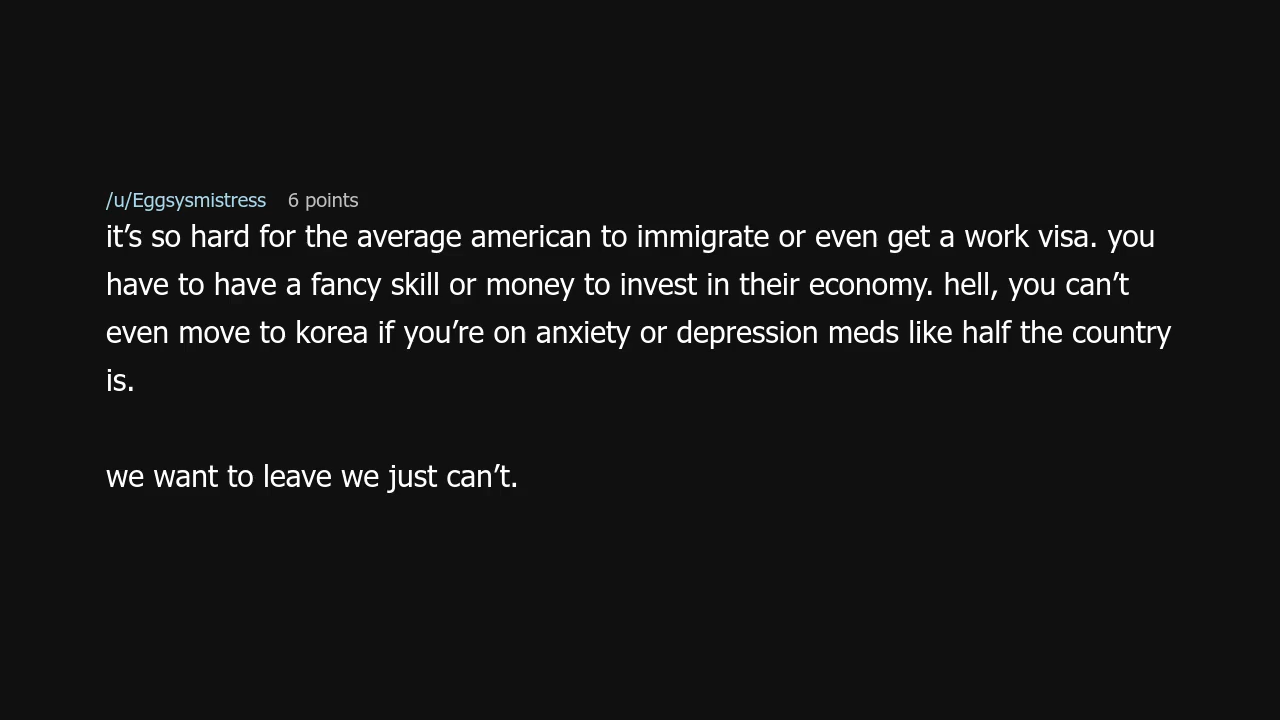 /u/Eggsysmistress 6 points
it’s so hard for the average american to immigrate or even get a work visa. you
have to have a fancy skill or money to invest in their economy. hell, you can’t
even move to korea if you’re on anxiety or depression meds like half the country
is.
we want to leave we just can’t.